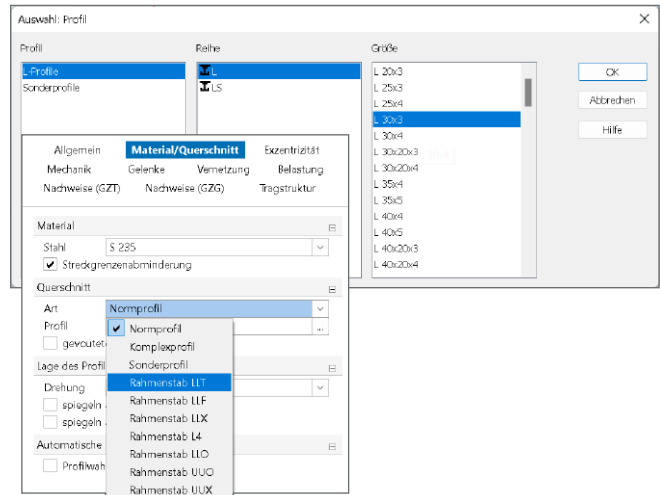 Auswahl: Profil
Profil
Reihe
Größe
L-Profile
Sonderprofile
L
LS
L 20x3
L 25x3
L 25x4
L 30x3
L 30x4
L 30x20x3
L 30x20x4
L 35x4
L 35x5
L 40x4
L 40x5
L 40x20x3
L 40x20x4
OK
Abbrechen
Hilfe
Allgemein Material/Querschnitt Exzentrizität
Mechanik Gelenke Vernetzung Belastung
Nachweise (GZT) Nachweise (GZG) Tragstruktur
Material
Stahl S 235
Streckgrenzenabminderung
Querschnitt
Art Normprofil
Profil ...
gevoutet
Lage des Profil
Drehung
spiegeln
spiegeln
Automatische
Profilwah
Normprofil
Komplexprofil
Sonderprofil
Rahmenstab LLT
Rahmenstab LLF
Rahmenstab LLX
Rahmenstab L4
Rahmenstab LLO
Rahmenstab UUO
Rahmenstab UUX